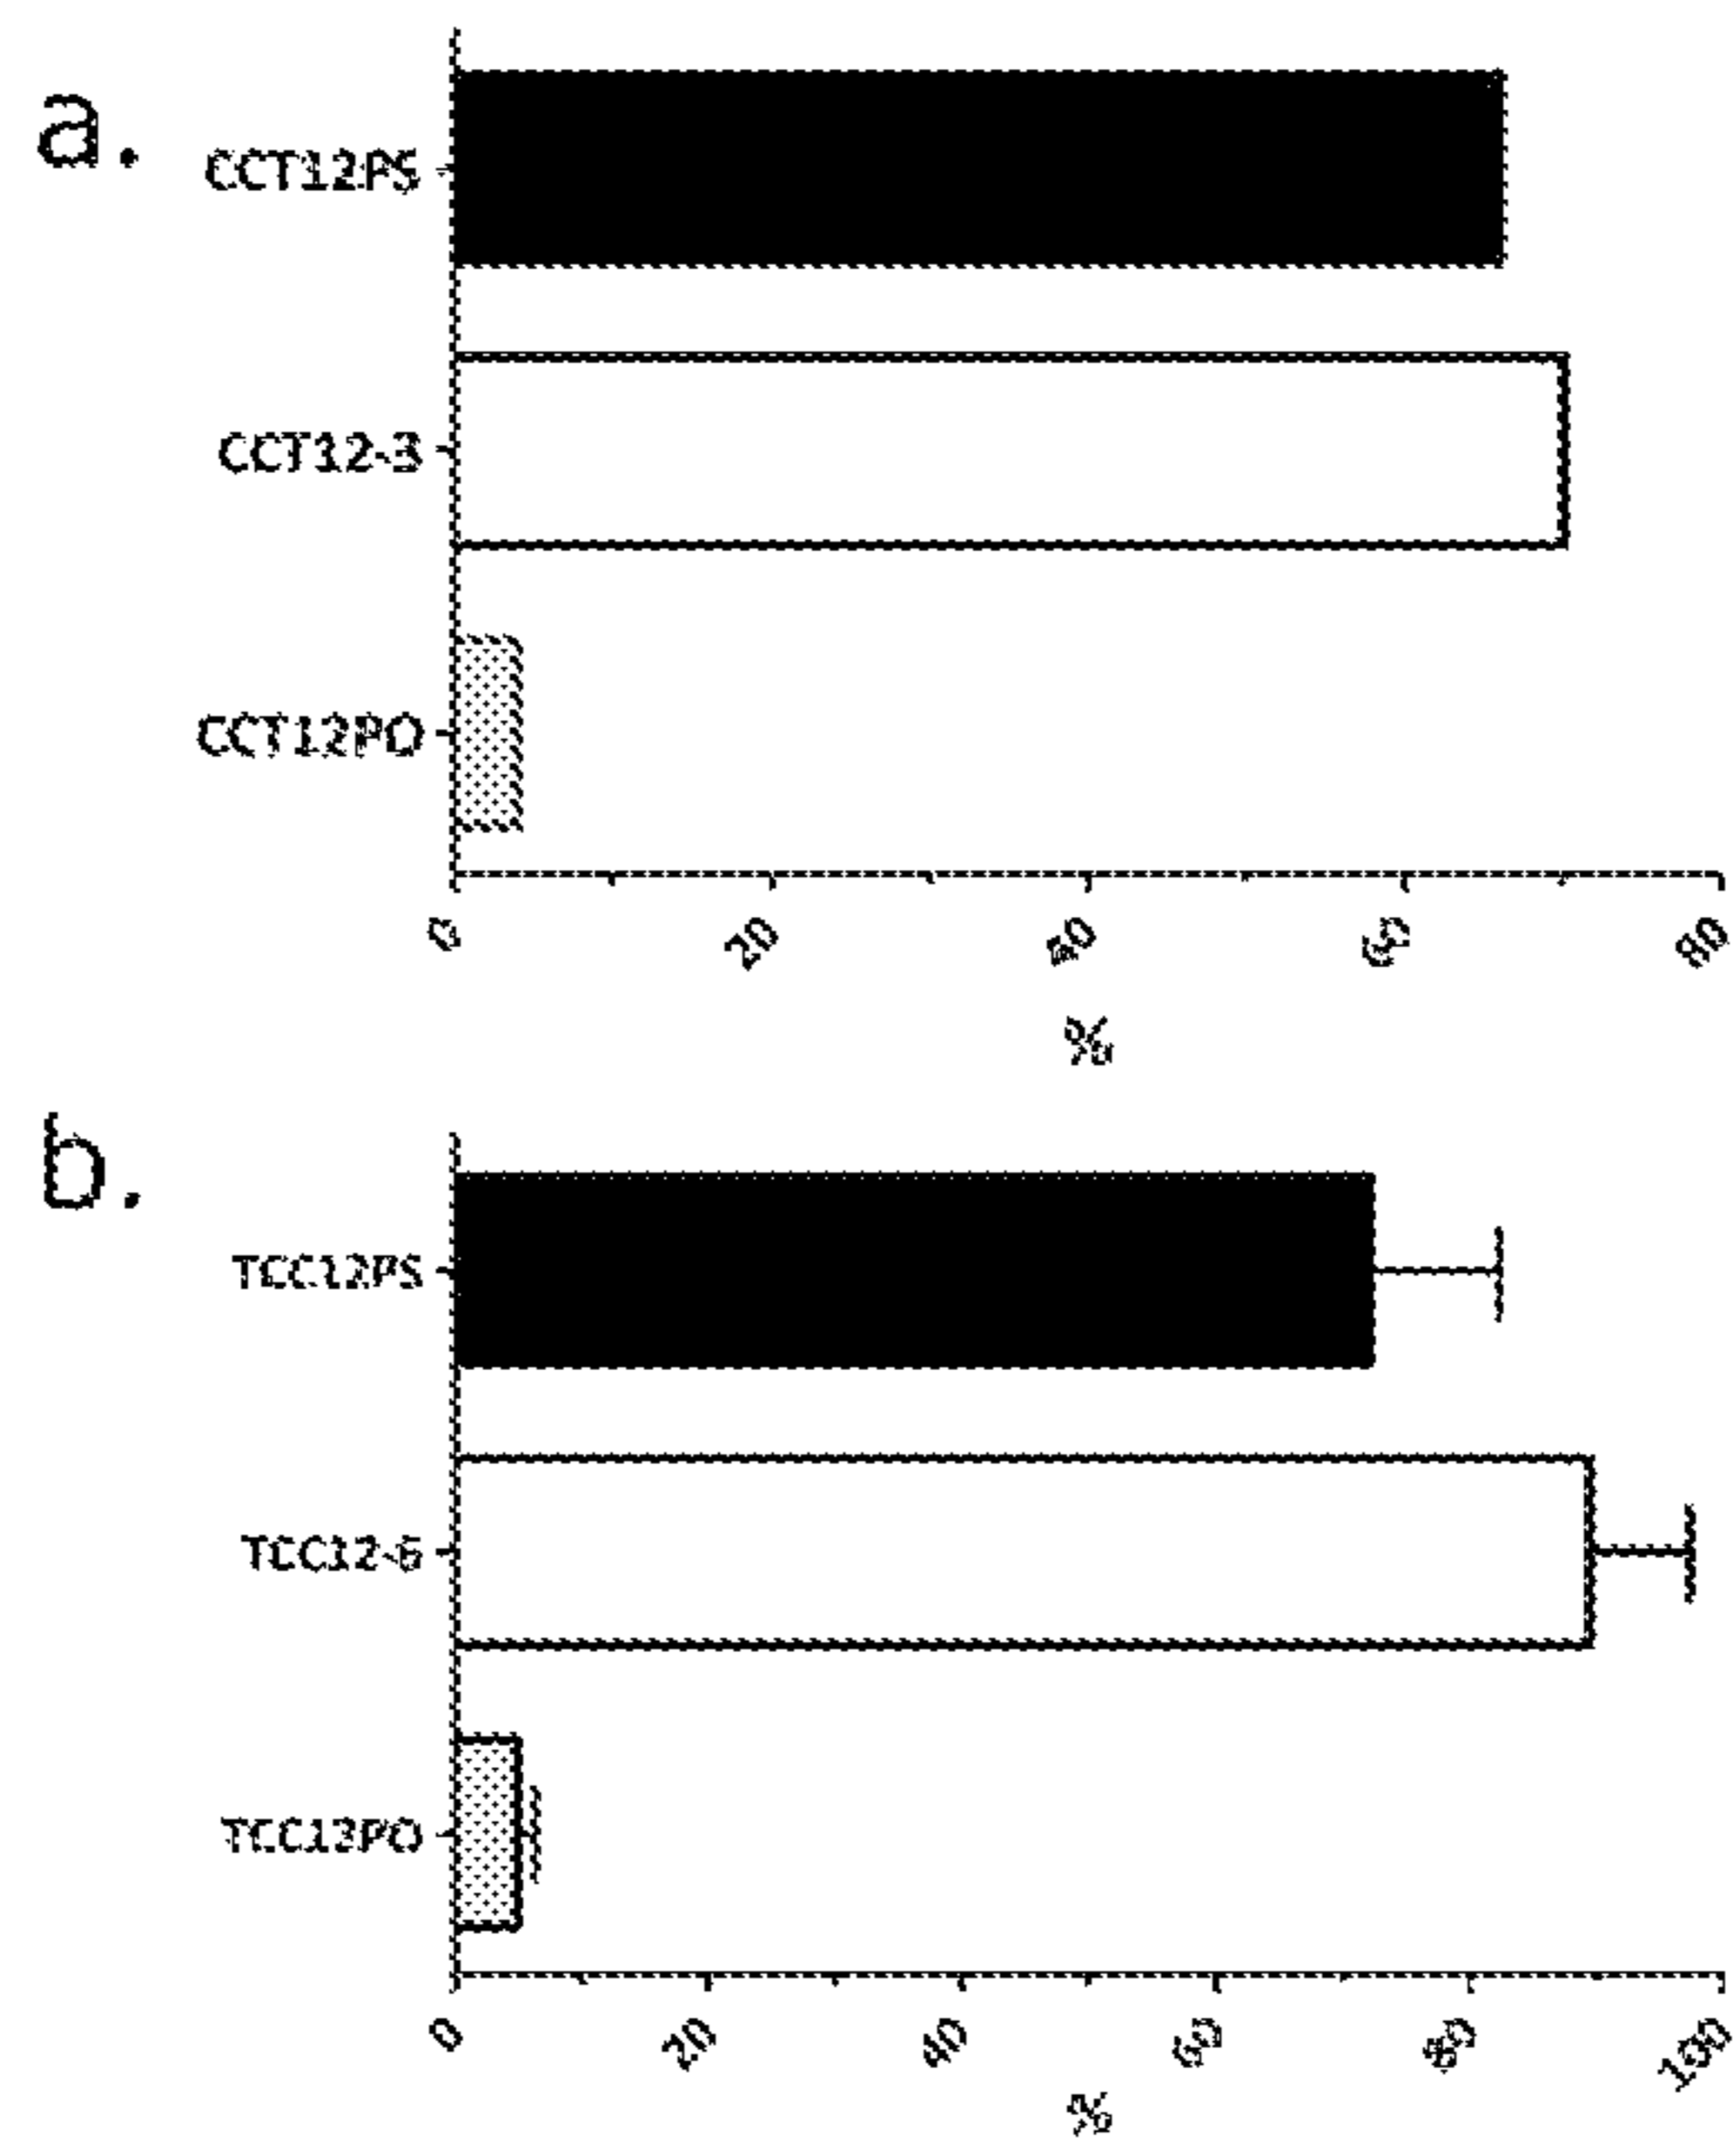 a.
CCT12PS
CCT12-3
CCT12PO
0 20 40 60 80
%
b.
TCC12PS
TCC12-6
TCC12PO
0 20 40 60 80 100
%